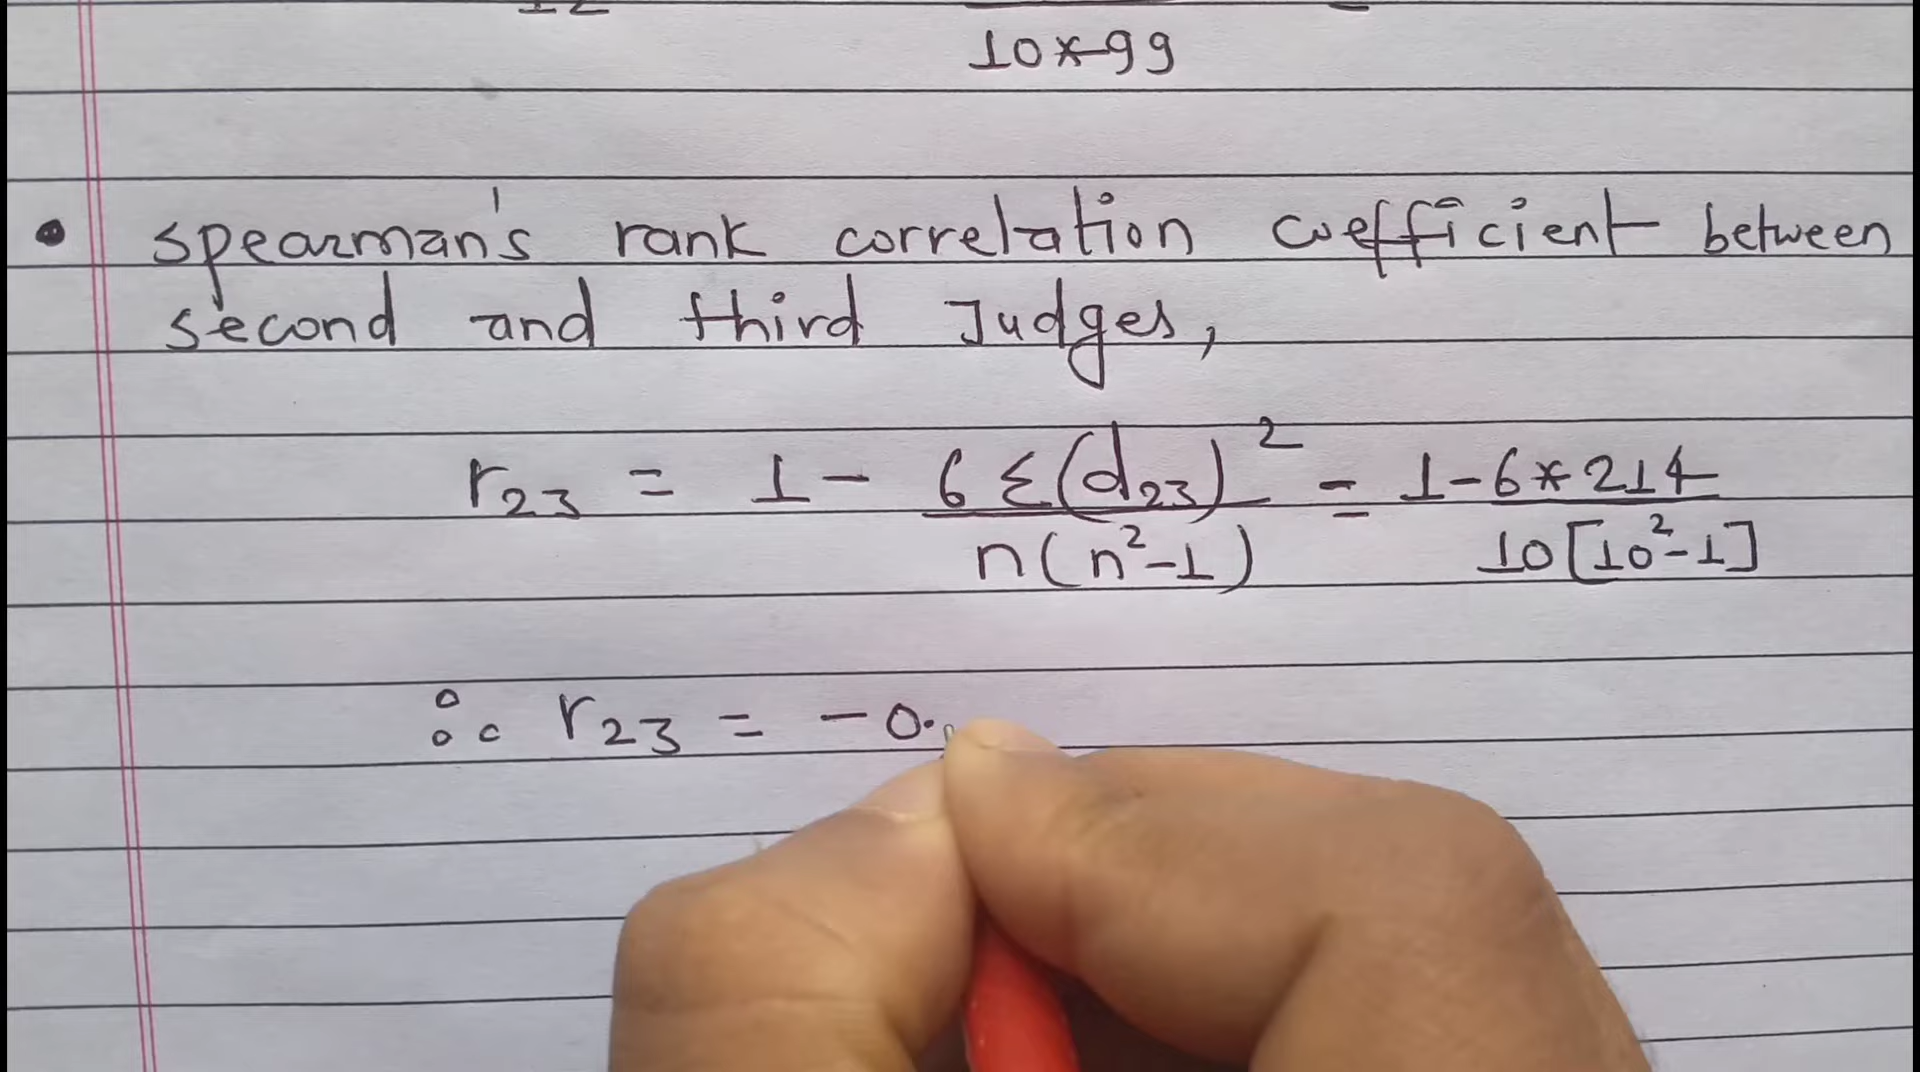 10*99
• Spearman's rank correlation coefficient between
second and third Judges,
r₂₃ = 1 - 6 Σ(d₂₃)² / n(n²-1) = 1 - 6*214 / 10[10²-1]
∴ r₂₃ = -0.